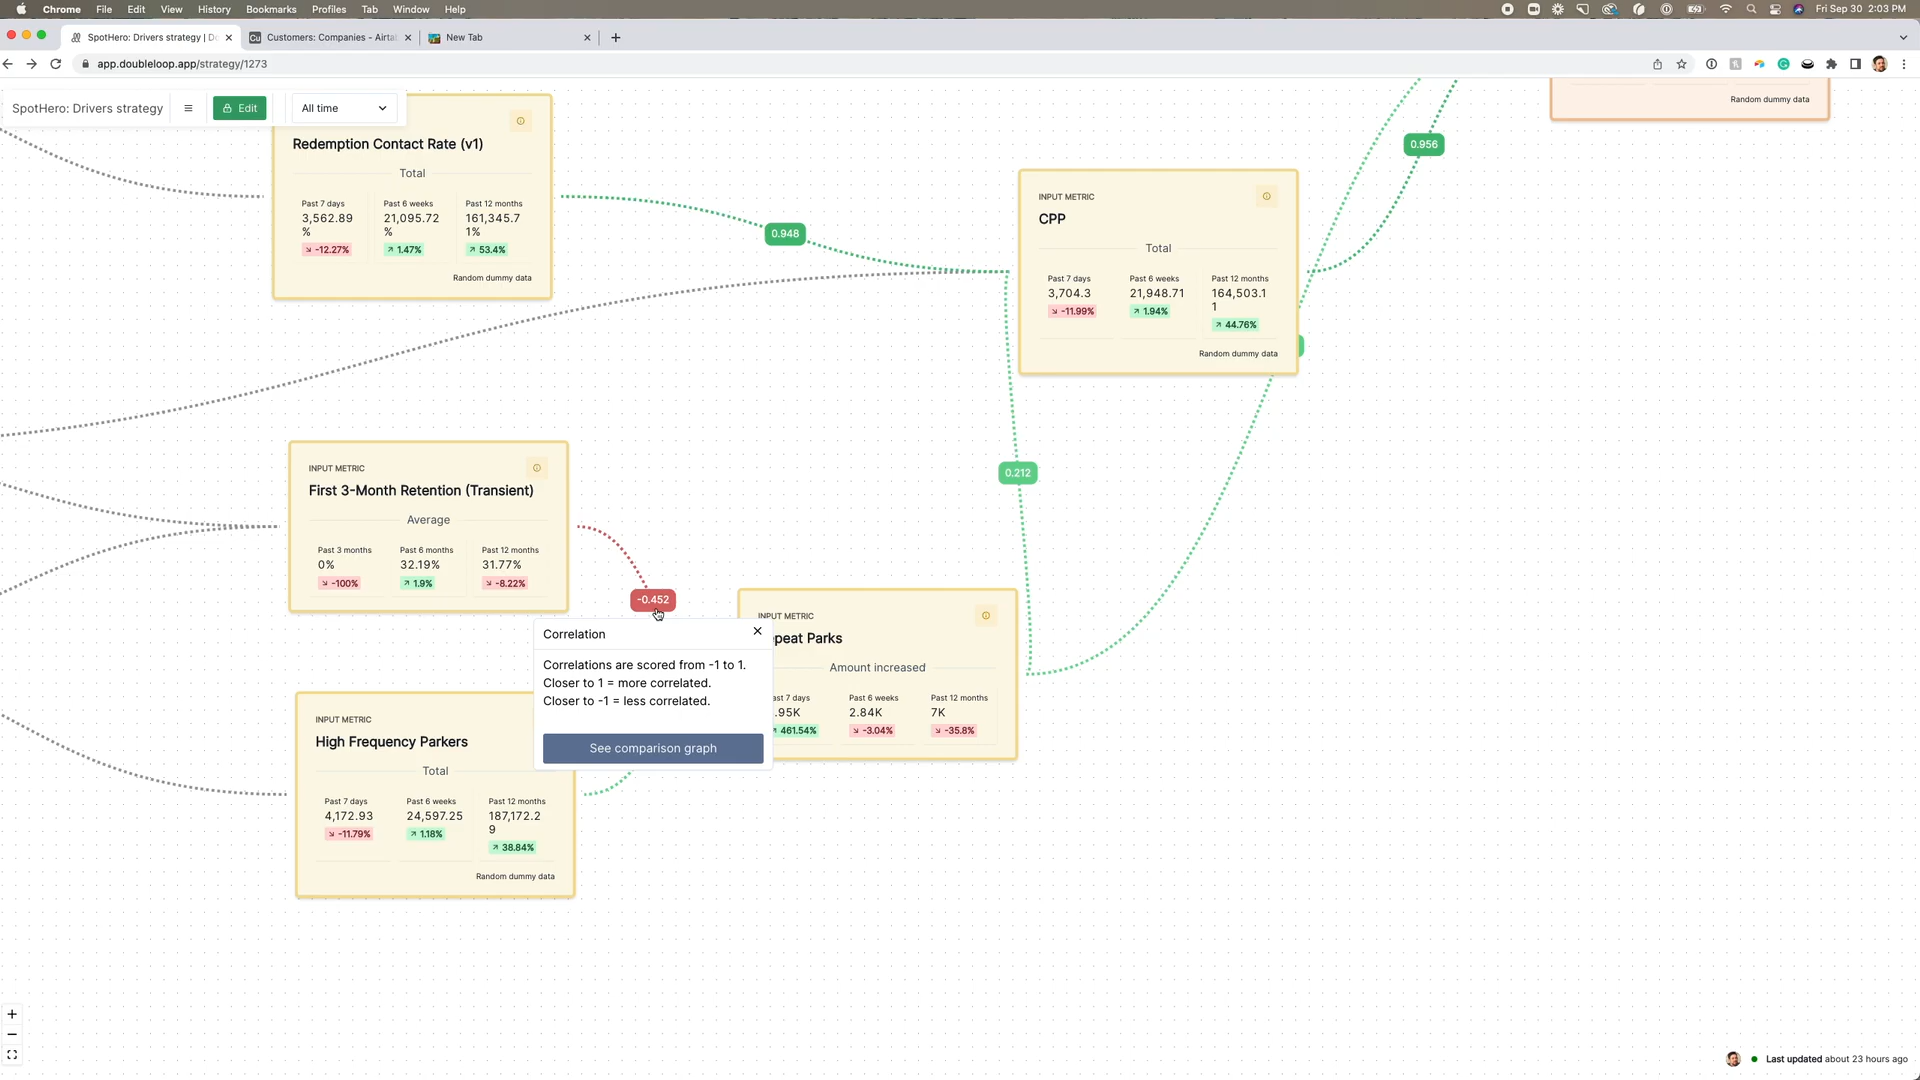 Chrome File Edit View History Bookmarks Profiles Tab Window Help
Fri Sep 30 2:03 PM
SpotHero: Drivers strategy | D
Customers: Companies - Airta
New Tab
app.doubleloop.app/strategy/1273
SpotHero: Drivers strategy
Edit
All time
Redemption Contact Rate (v1)
Total
Past 7 days Past 6 weeks Past 12 months
3,562.89 21,095.72 161,345.7
% % 1%
-12.27% 1.47% 53.4%
Random dummy data
0.948
INPUT METRIC
CPP
Total
Past 7 days Past 6 weeks Past 12 months
3,704.3 21,948.71 164,503.1
1
-11.99% 1.94%
44.76%
Random dummy data
0.956
Random dummy data
0.212
INPUT METRIC
First 3-Month Retention (Transient)
Average
Past 3 months Past 6 months Past 12 months
0% 32.19% 31.77%
-100% 1.9% -8.22%
-0.452
Correlation
Correlations are scored from -1 to 1.
Closer to 1 = more correlated.
Closer to -1 = less correlated.
See comparison graph
INPUT METRIC
epeat Parks
Amount increased
ast 7 days Past 6 weeks Past 12 months
.95K 2.84K 7K
461.54% -3.04% -35.8%
INPUT METRIC
High Frequency Parkers
Total
Past 7 days Past 6 weeks Past 12 months
4,172.93 24,597.25 187,172.2
9
-11.79% 1.18%
38.84%
Random dummy data
Last updated about 23 hours ago